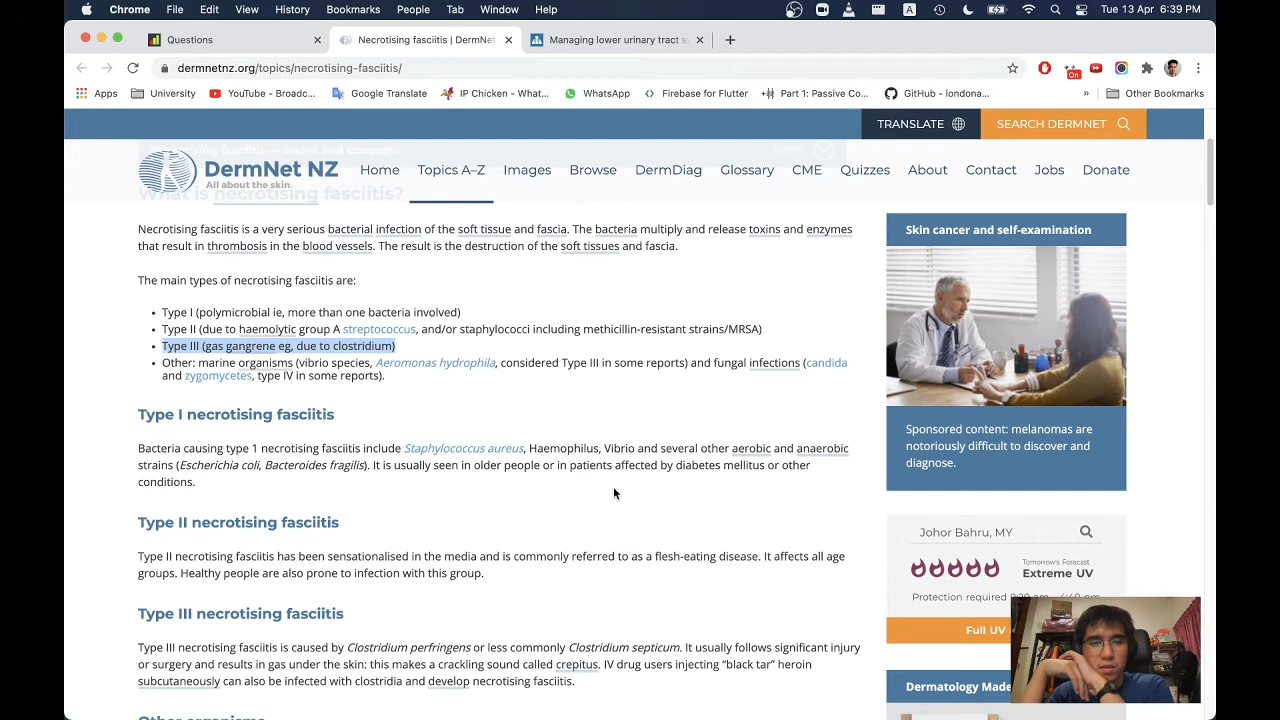 Chrome File Edit View History Bookmarks People Tab Window Help
A
Tue 13 Apr 6:39 PM
Questions
Necrotising fasciitis | DermNet
Managing lower urinary tract sy
dermnetnz.org/topics/necrotising-fasciitis/
On
Apps University YouTube - Broadc... Google Translate IP Chicken - What... WhatsApp Firebase for Flutter Part 1: Passive Co... GitHub - londona... » Other Bookmarks
TRANSLATE SEARCH DERMNET
DermNet NZ
All about the skin
Home Topics A–Z Images Browse DermDiag Glossary CME Quizzes About Contact Jobs Donate
Necrotising fasciitis — codes and concepts
What is necrotising fasciitis?
Necrotising fasciitis is a very serious bacterial infection of the soft tissue and fascia. The bacteria multiply and release toxins and enzymes
that result in thrombosis in the blood vessels. The result is the destruction of the soft tissues and fascia.
The main types of necrotising fasciitis are:
• Type I (polymicrobial ie, more than one bacteria involved)
• Type II (due to haemolytic group A streptococcus, and/or staphylococci including methicillin-resistant strains/MRSA)
• Type III (gas gangrene eg, due to clostridium)
• Other: marine organisms (vibrio species, Aeromonas hydrophila, considered Type III in some reports) and fungal infections (candida
and zygomycetes, type IV in some reports).
Type I necrotising fasciitis
Bacteria causing type 1 necrotising fasciitis include Staphylococcus aureus, Haemophilus, Vibrio and several other aerobic and anaerobic
strains (Escherichia coli, Bacteroides fragilis). It is usually seen in older people or in patients affected by diabetes mellitus or other
conditions.
Type II necrotising fasciitis
Type II necrotising fasciitis has been sensationalised in the media and is commonly referred to as a flesh-eating disease. It affects all age
groups. Healthy people are also prone to infection with this group.
Type III necrotising fasciitis
Type III necrotising fasciitis is caused by Clostridium perfringens or less commonly Clostridium septicum. It usually follows significant injury
or surgery and results in gas under the skin: this makes a crackling sound called crepitus. IV drug users injecting “black tar” heroin
subcutaneously can also be infected with clostridia and develop necrotising fasciitis.
Other organisms
Skin cancer and self-examination
Sponsored content: melanomas are
notoriously difficult to discover and
diagnose.
Johor Bahru, MY
Tomorrow's Forecast
Extreme UV
Protection required
Full UV
Dermatology Made